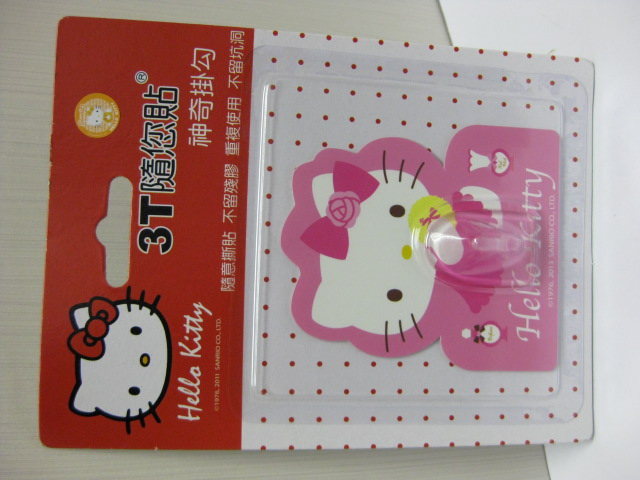 Hello Kitty
©1976, 2011 SANRIO CO., LTD.
3T隨您貼®
神奇掛勾
隨意撕貼 不留殘膠 重複使用 不留坑洞
Hello Kitty
©1976, 2011 SANRIO CO., LTD.